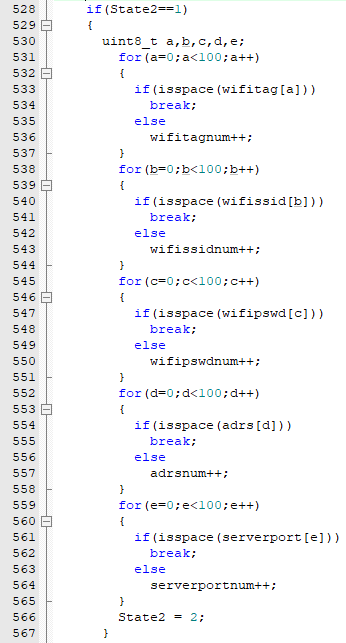 528 if(State2==1)
529 {
530 uint8_t a,b,c,d,e;
531 for(a=0;a<100;a++)
532 {
533 if(isspace(wifitag[a]))
534 break;
535 else
536 wifitagnum++;
537 }
538 for(b=0;b<100;b++)
539 {
540 if(isspace(wifissid[b]))
541 break;
542 else
543 wifissidnum++;
544 }
545 for(c=0;c<100;c++)
546 {
547 if(isspace(wifipswd[c]))
548 break;
549 else
550 wifipswdnum++;
551 }
552 for(d=0;d<100;d++)
553 {
554 if(isspace(adrs[d]))
555 break;
556 else
557 adrsnum++;
558 }
559 for(e=0;e<100;e++)
560 {
561 if(isspace(serverport[e]))
562 break;
563 else
564 serverportnum++;
565 }
566 State2 = 2;
567 }